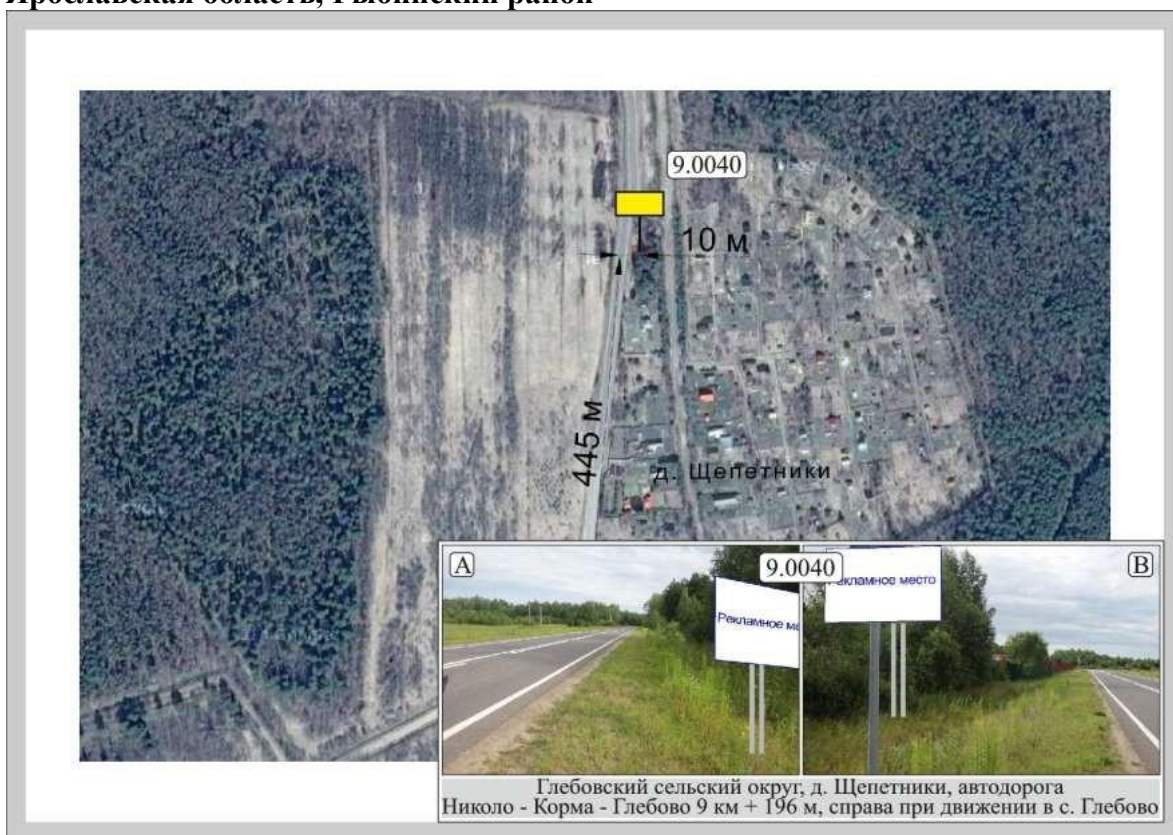 Ярославская область, Рыбинский район
9.0040
10 м
445 м
д. Щепетники
A
9.0040
B
Рекламное
Рекламное место
Глебовский сельский округ, д. Щепетники, автодорога
Николо - Корма - Глебово 9 км + 196 м, справа при движении в с. Глебово